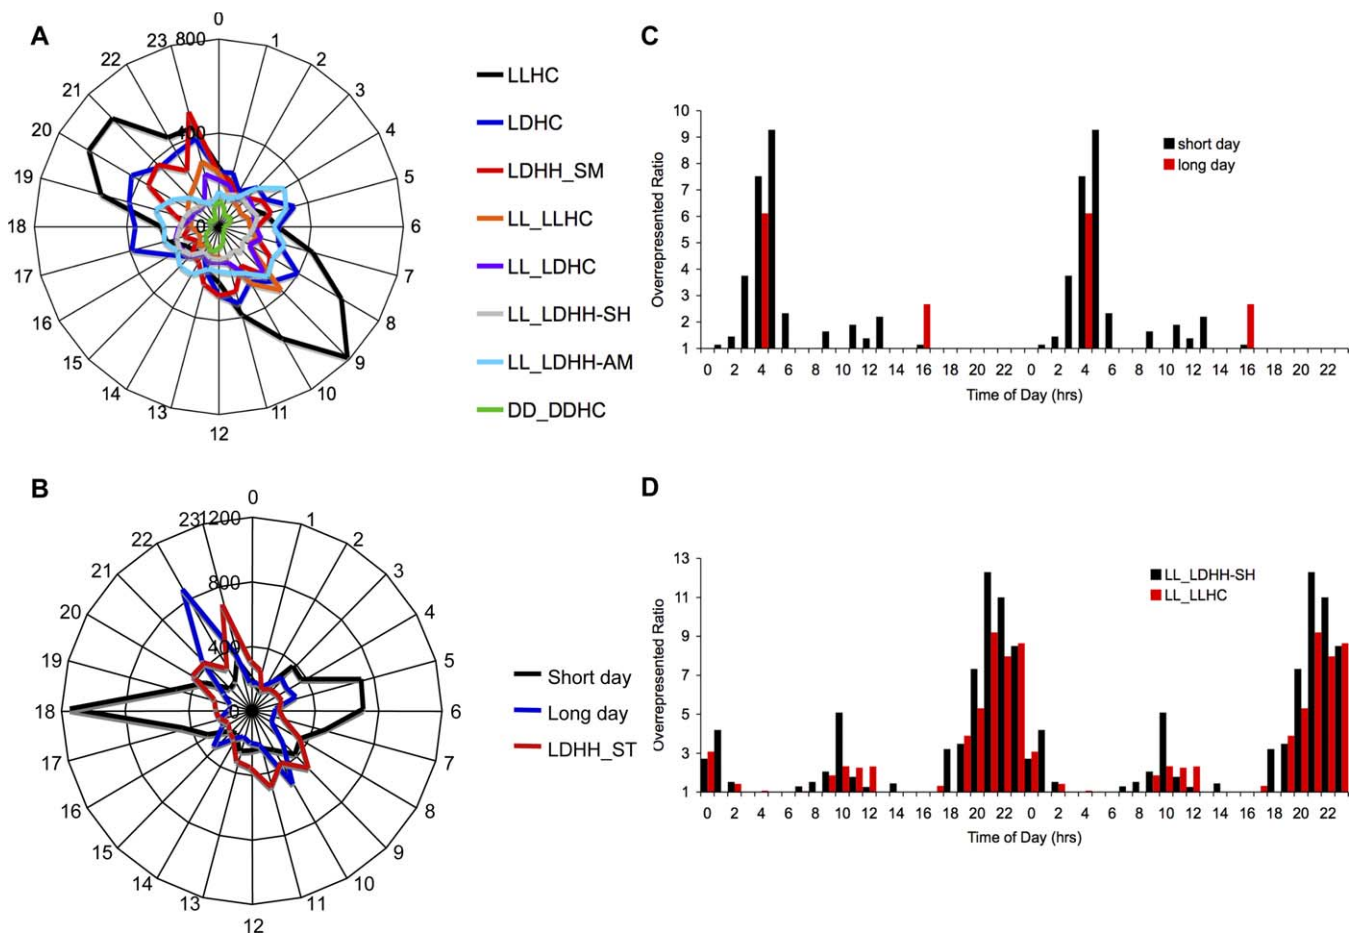 A
0
1
2
3
4
5
6
7
8
9
10
11
12
13
14
15
16
17
18
19
20
21
22
23
800
400
0
LLHC
LDHC
LDHH_SM
LL_LLHC
LL_LDHC
LL_LDHH-SH
LL_LDHH-AM
DD_DDHC
C
Overrepresented Ratio
10
9
8
7
6
5
4
3
2
1
short day
long day
0 2 4 6 8 10 12 14 16 18 20 22 0 2 4 6 8 10 12 14 16 18 20 22
Time of Day (hrs)
B
0
1
2
3
4
5
6
7
8
9
10
11
12
13
14
15
16
17
18
19
20
21
22
23
1200
800
400
0
Short day
Long day
LDHH_ST
D
Overrepresented Ratio
13
11
9
7
5
3
1
LL_LDHH-SH
LL_LLHC
0 2 4 6 8 10 12 14 16 18 20 22 0 2 4 6 8 10 12 14 16 18 20 22
Time of Day (hrs)